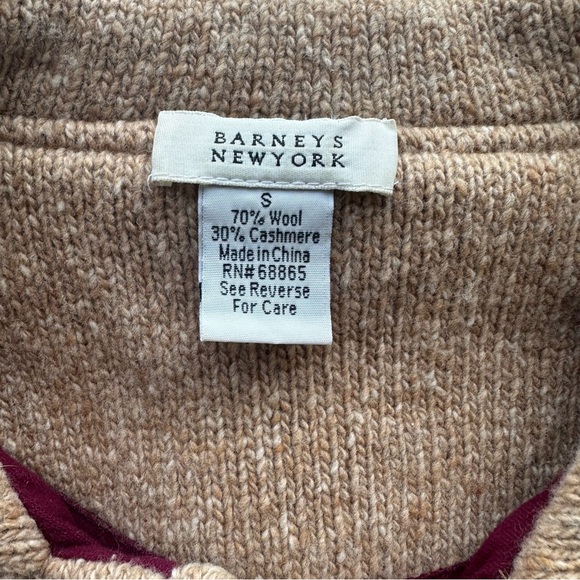 BARNEYS
NEWYORK
S
70% Wool
30% Cashmere
Made in China
RN# 68865
See Reverse
For Care